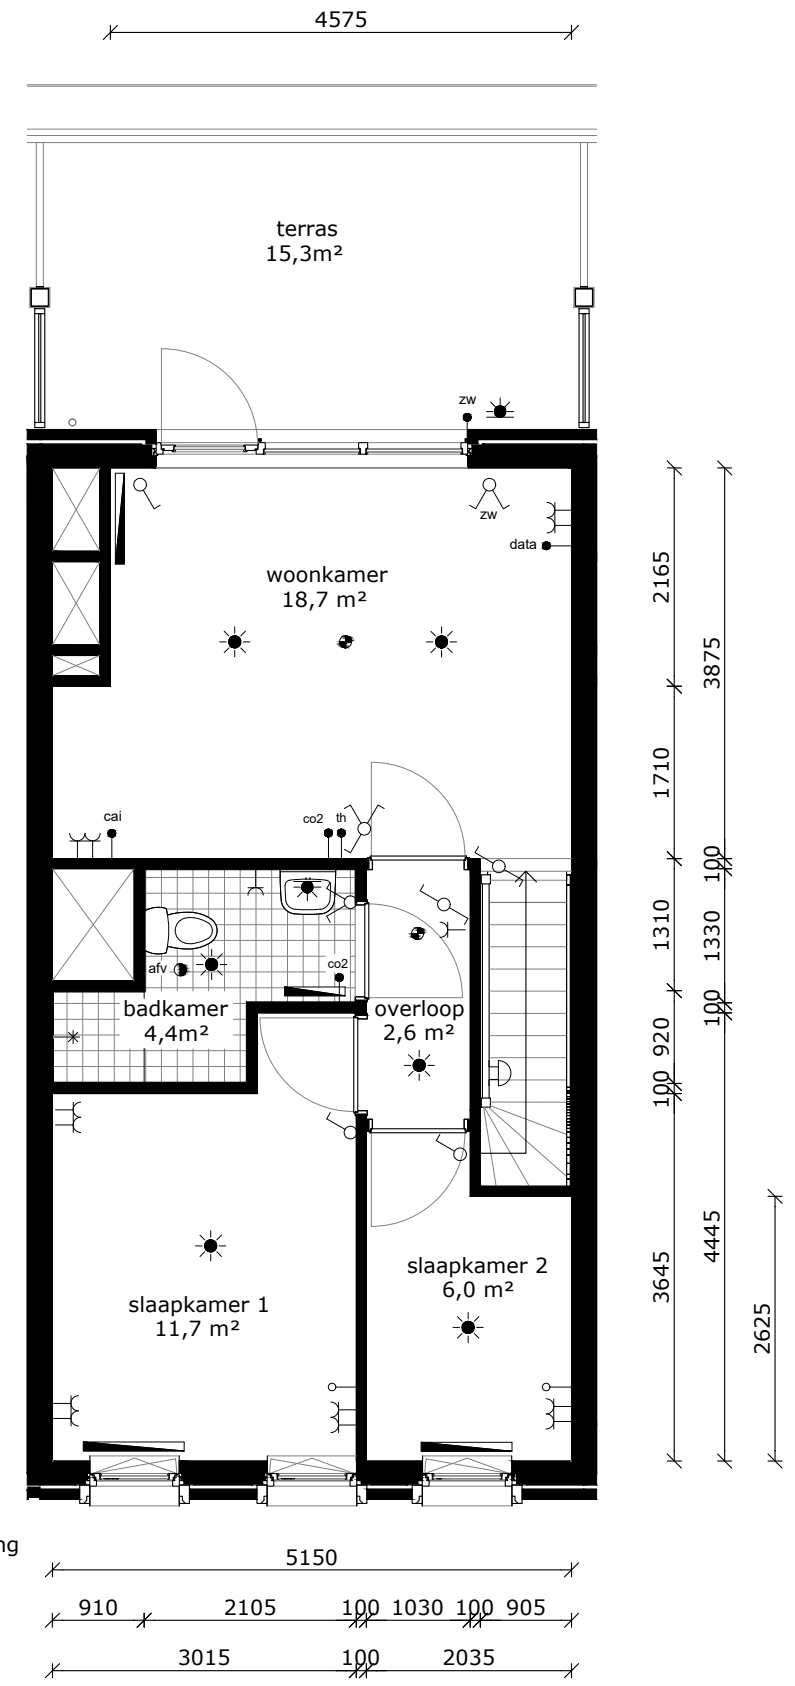 4575
terras
15,3m²
zw
zw
data
woonkamer
18,7 m²
2165
3875
1710
cai
co2 th
100
1310
1330
afv
co2
badkamer
4,4m²
overloop
2,6 m²
100
920
100
slaapkamer 2
6,0 m²
slaapkamer 1
11,7 m²
3645
4445
2625
ng
5150
910 2105 100 1030 100 905
3015 100 2035